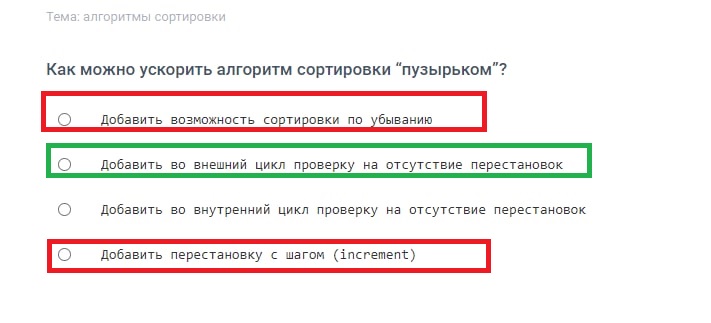 Тема: алгоритмы сортировки
Как можно ускорить алгоритм сортировки “пузырьком”?
Добавить возможность сортировки по убыванию
Добавить во внешний цикл проверку на отсутствие перестановок
Добавить во внутренний цикл проверку на отсутствие перестановок
Добавить перестановку с шагом (increment)